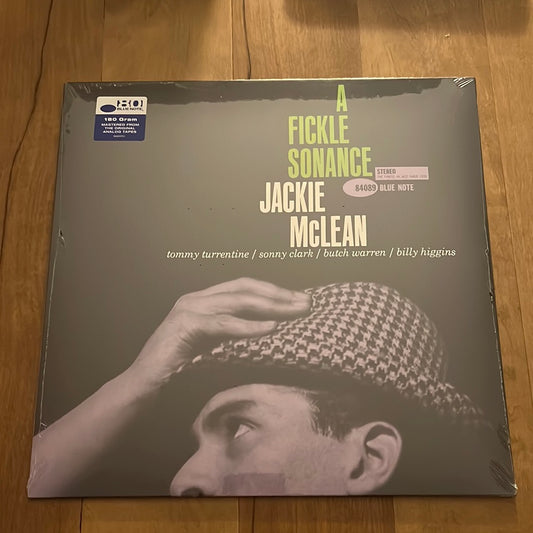 80
BLUE NOTE
180 Gram
MASTERED FROM
THE ORIGINAL
ANALOG TAPES
A
FICKLE
SONANCE
STEREO
84089 BLUE NOTE
JACKIE
McLEAN
tommy turrentine / sonny clark / butch warren / billy higgins